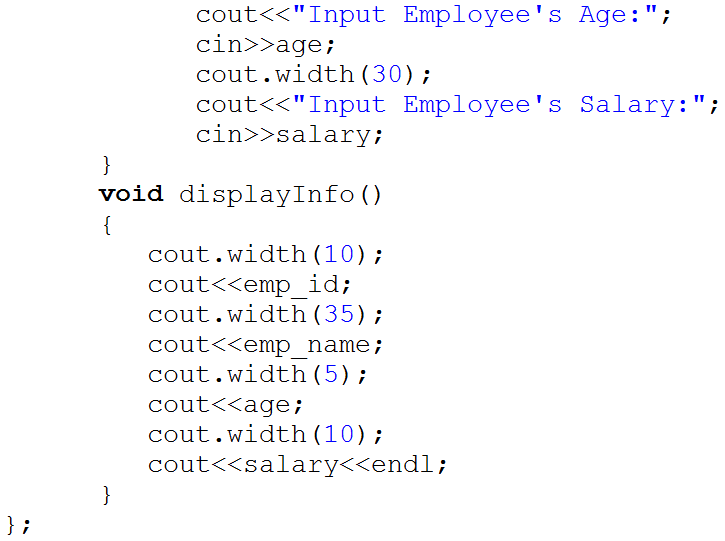 cout<<"Input Employee's Age:";
cin>>age;
cout.width(30);
cout<<"Input Employee's Salary:";
cin>>salary;
}
void displayInfo()
{
cout.width(10);
cout<<emp_id;
cout.width(35);
cout<<emp_name;
cout.width(5);
cout<<age;
cout.width(10);
cout<<salary<<endl;
}
};